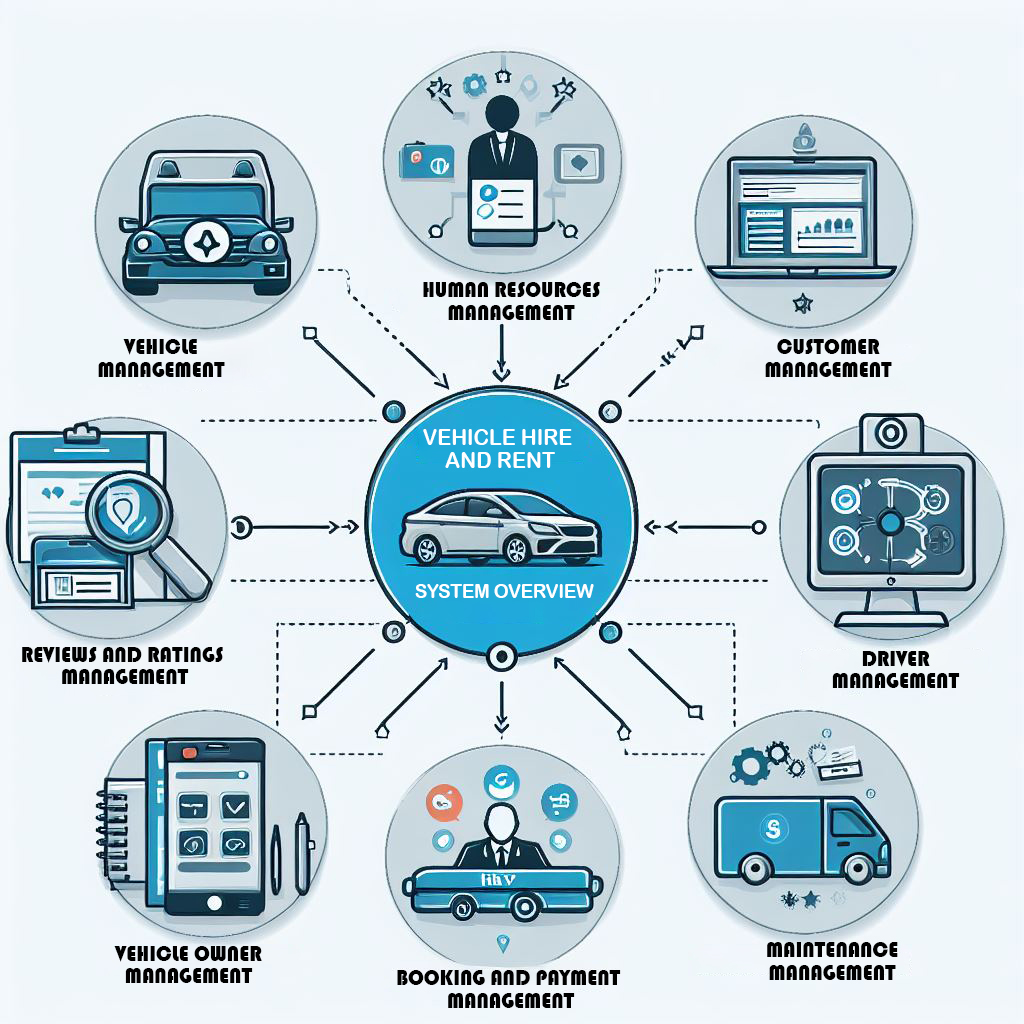 HUMAN RESOURCES
MANAGEMENT
VEHICLE
MANAGEMENT
CUSTOMER
MANAGEMENT
VEHICLE HIRE
AND RENT
SYSTEM OVERVIEW
REVIEWS AND RATINGS
MANAGEMENT
DRIVER
MANAGEMENT
S
VEHICLE OWNER
MANAGEMENT
BOOKING AND PAYMENT
MANAGEMENT
MAINTENANCE
MANAGEMENT